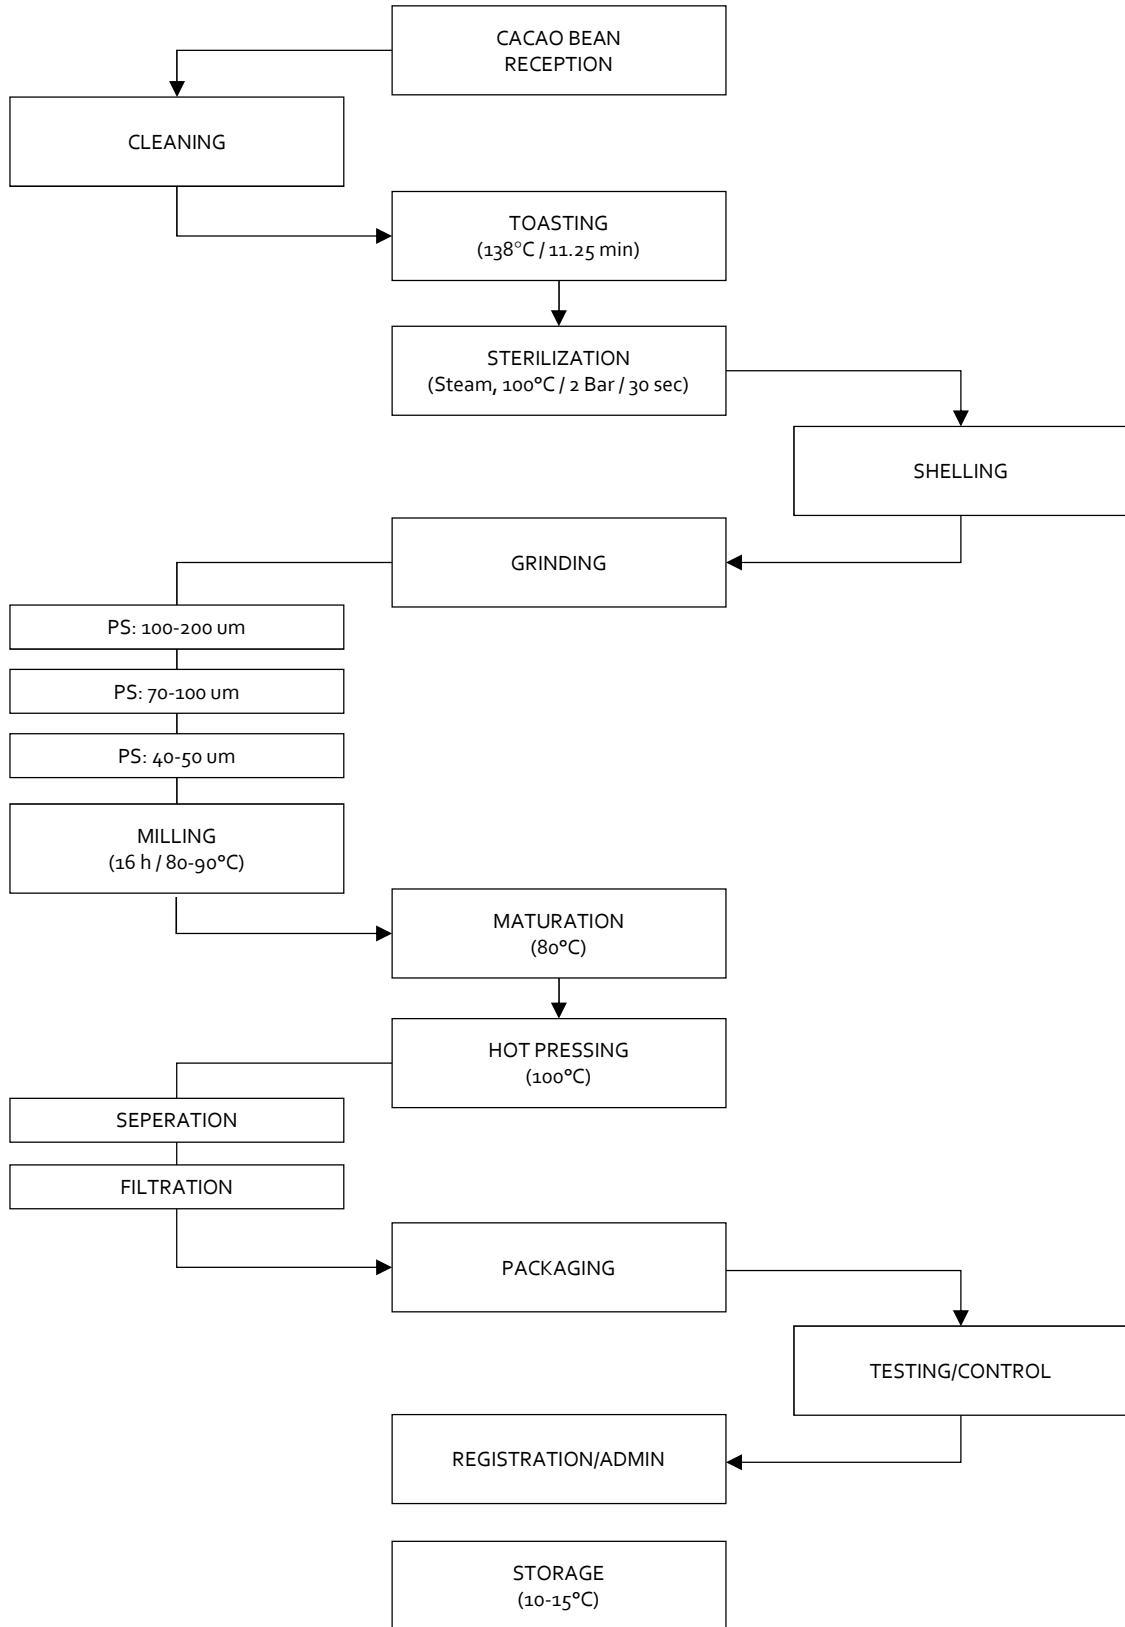 CACAO BEAN
RECEPTION
CLEANING
TOASTING
(138°C / 11.25 min)
STERILIZATION
(Steam, 100°C / 2 Bar / 30 sec)
SHELLING
GRINDING
PS: 100-200 um
PS: 70-100 um
PS: 40-50 um
MILLING
(16 h / 80-90°C)
MATURATION
(80°C)
HOT PRESSING
(100°C)
SEPERATION
FILTRATION
PACKAGING
TESTING/CONTROL
REGISTRATION/ADMIN
STORAGE
(10-15°C)